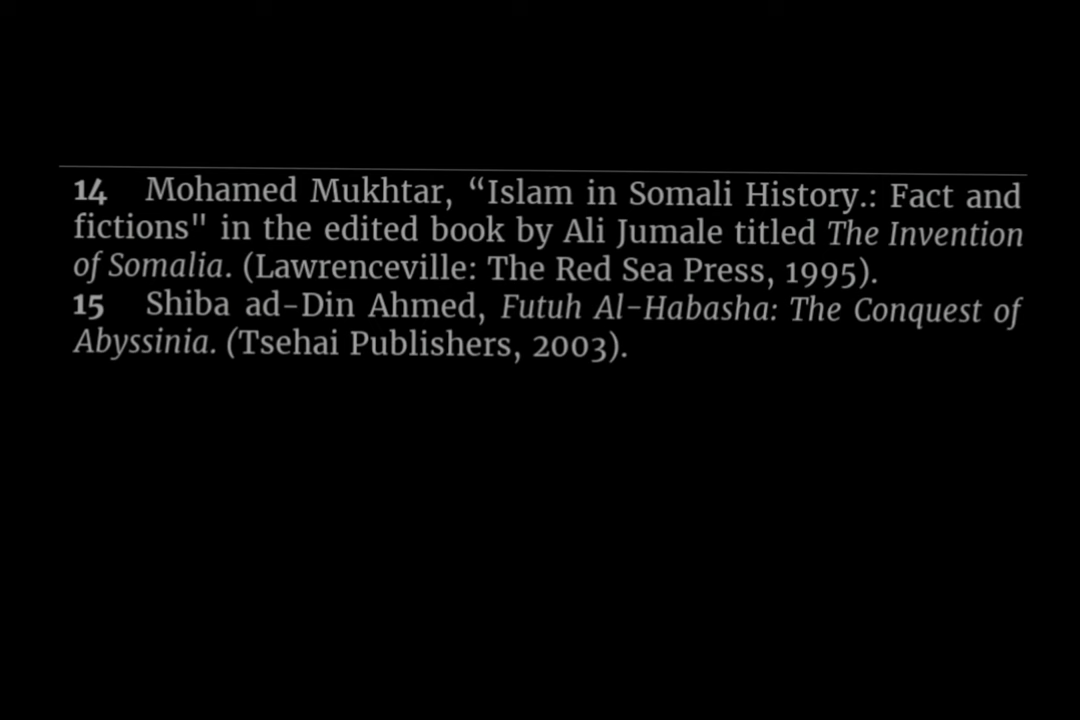 14 Mohamed Mukhtar, “Islam in Somali History.: Fact and
fictions" in the edited book by Ali Jumale titled The Invention
of Somalia. (Lawrenceville: The Red Sea Press, 1995).
15 Shiba ad-Din Ahmed, Futuh Al-Habasha: The Conquest of
Abyssinia. (Tsehai Publishers, 2003).